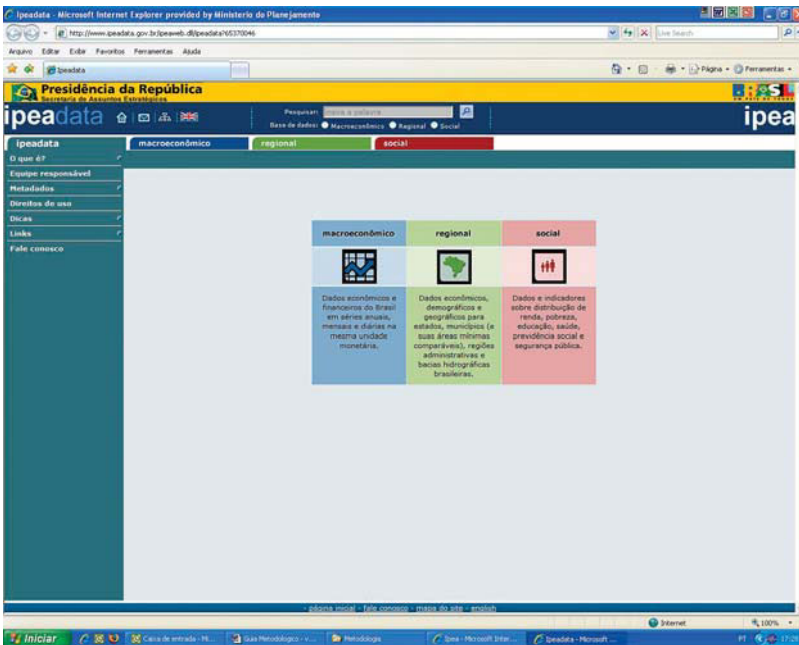 Ipeadata - Microsoft Internet Explorer provided by Ministerio do Planejamento
http://www.ipeadata.gov.br/ipeaweb.dll/ipeadata?65370046
Live Search
Arquivo Editar Exibir Favoritos Ferramentas Ajuda
Ipeadata
Página Ferramentas
Presidência da República
Secretaria de Assuntos Estratégicos
ipeadata
Pesquisar:
Base de dados: Macroeconômico Regional Social
ipea
ipeadata macroeconômico regional social
O que é?
Equipe responsável
Metadados
Direitos de uso
Dicas
Links
Fale conosco
macroeconômico
Dados econômicos e
financeiros do Brasil
em séries anuais,
mensais e diárias na
mesma unidade
monetária.
regional
Dados econômicos,
demográficos e
geográficos para
estados, municípios (e
suas áreas mínimas
comparáveis), regiões
administrativas e
bacias hidrográficas
brasileiras.
social
Dados e indicadores
sobre distribuição de
renda, pobreza,
educação, saúde,
previdência social e
segurança pública.
- página inicial - fale conosco - mapa do site - english
Internet 100%
Iniciar Caixa de entrada - Mi... Guia Metodológico - v... Metodologia Ipea - Microsoft Inter... Ipeadata - Microsoft ... PT